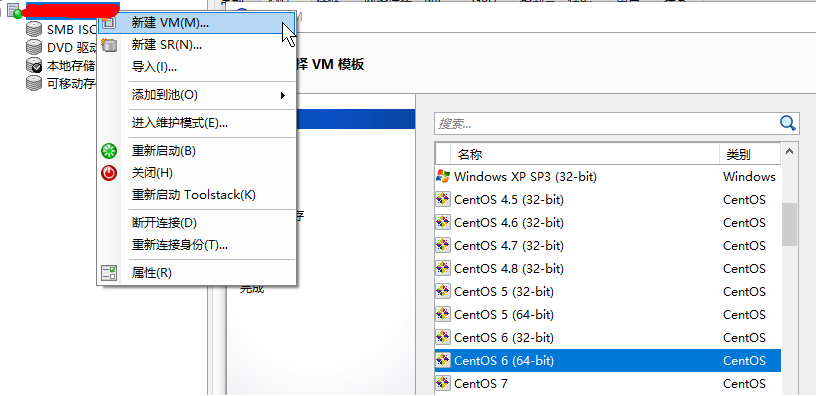 新建 VM(M)...
SMB ISO
新建 SR(N)...
DVD 驱动
导入(I)...
本地存储
可移动存
添加到池(O)
进入维护模式(E)...
重新启动(B)
关闭(H)
重新启动 Toolstack(K)
断开连接(D)
重新连接身份(T)...
属性(R)
择 VM 模板
存
完成
搜索...
名称 类别
Windows XP SP3 (32-bit) Windows
CentOS 4.5 (32-bit) CentOS
CentOS 4.6 (32-bit) CentOS
CentOS 4.7 (32-bit) CentOS
CentOS 4.8 (32-bit) CentOS
CentOS 5 (32-bit) CentOS
CentOS 5 (64-bit) CentOS
CentOS 6 (32-bit) CentOS
CentOS 6 (64-bit) CentOS
CentOS 7 CentOS